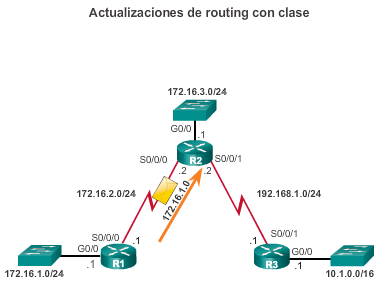 Actualizaciones de routing con clase
172.16.3.0/24
G0/0
.1
R2
S0/0/0
S0/0/1
.2
.2
172.16.2.0/24
172.16.1.0
192.168.1.0/24
S0/0/0
S0/0/1
G0/0
.1
.1
G0/0
.1
R1
R3
.1
172.16.1.0/24
10.1.0.0/16